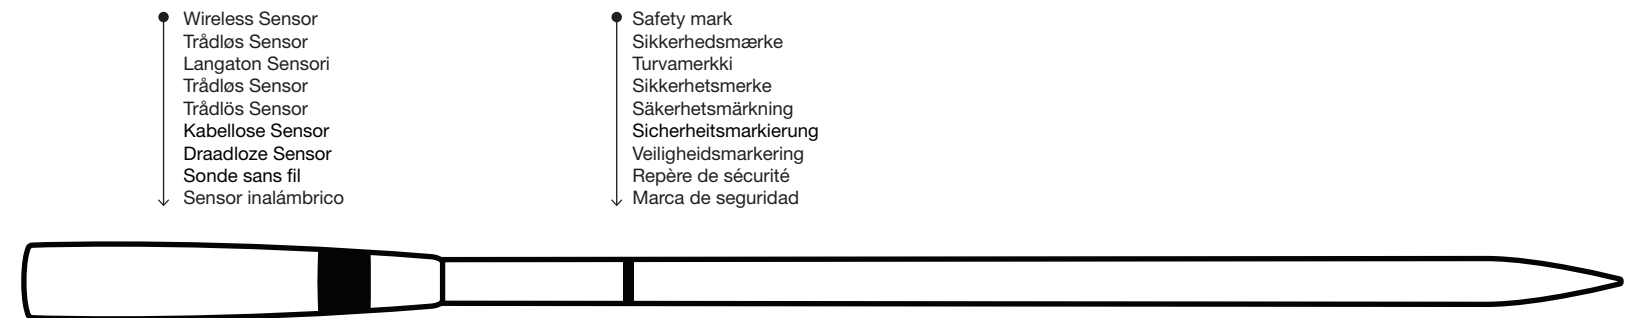 Wireless Sensor
Trådløs Sensor
Langaton Sensori
Trådløs Sensor
Trådlös Sensor
Kabellose Sensor
Draadloze Sensor
Sonde sans fil
Sensor inalámbrico
Safety mark
Sikkerhedsmærke
Turvamerkki
Sikkerhetsmerke
Säkerhetsmärkning
Sicherheitsmarkierung
Veiligheidsmarkering
Repère de sécurité
Marca de seguridad